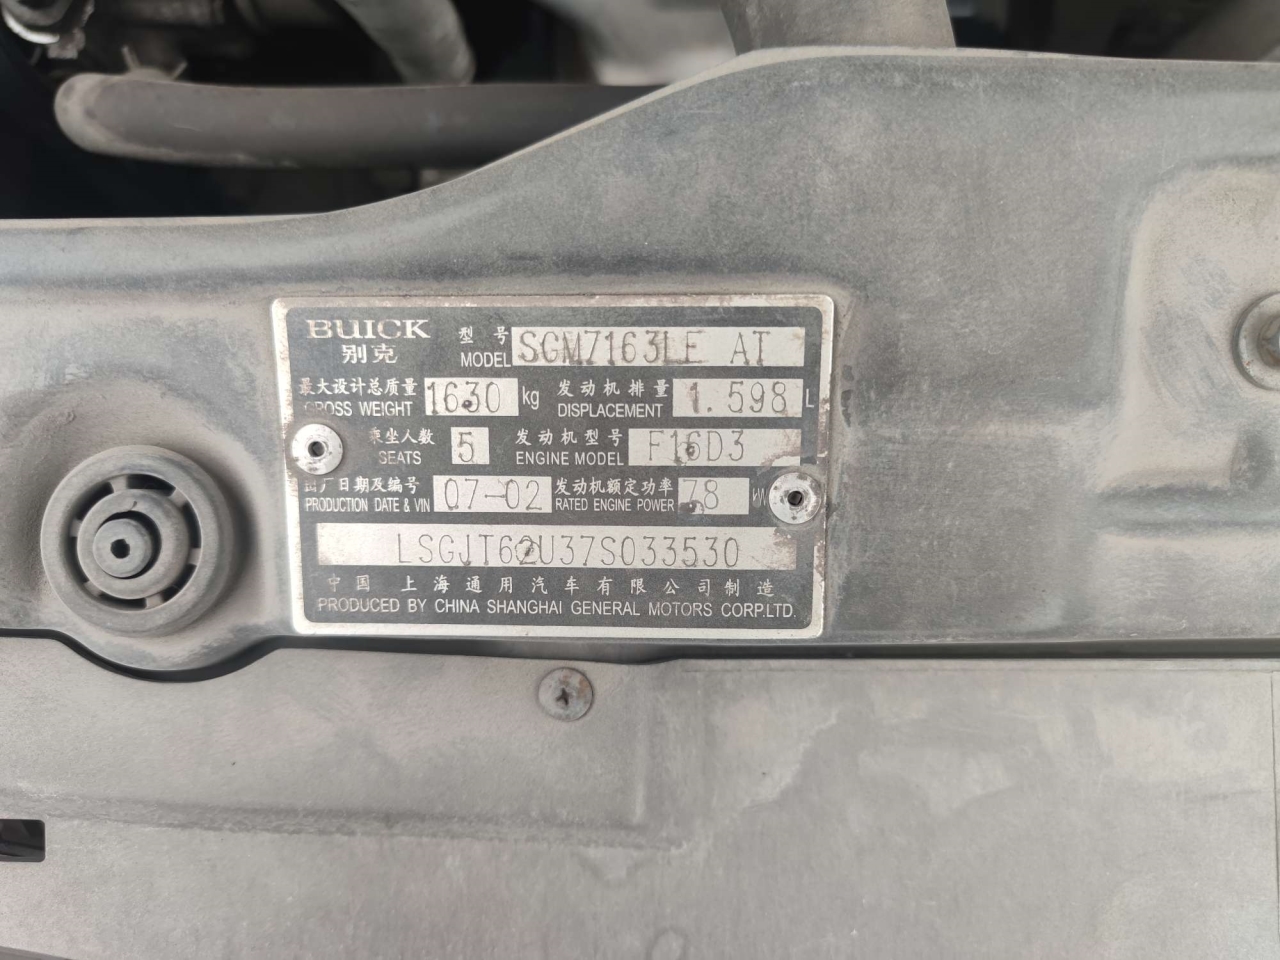 BUICK 型号 SGM7163LE AT
别克 MODEL
最大设计总质量 1630 kg 发动机排量 1.598 L
GROSS WEIGHT DISPLACEMENT
乘坐人数 5 发动机型号 F16D3
SEATS ENGINE MODEL
出厂日期及编号 07-02 发动机额定功率 78 kW
PRODUCTION DATE & VIN RATED ENGINE POWER
LSGJT62U37S033530
中国 上海通用汽车有限公司制造
PRODUCED BY CHINA SHANGHAI GENERAL MOTORS CORP.LTD.